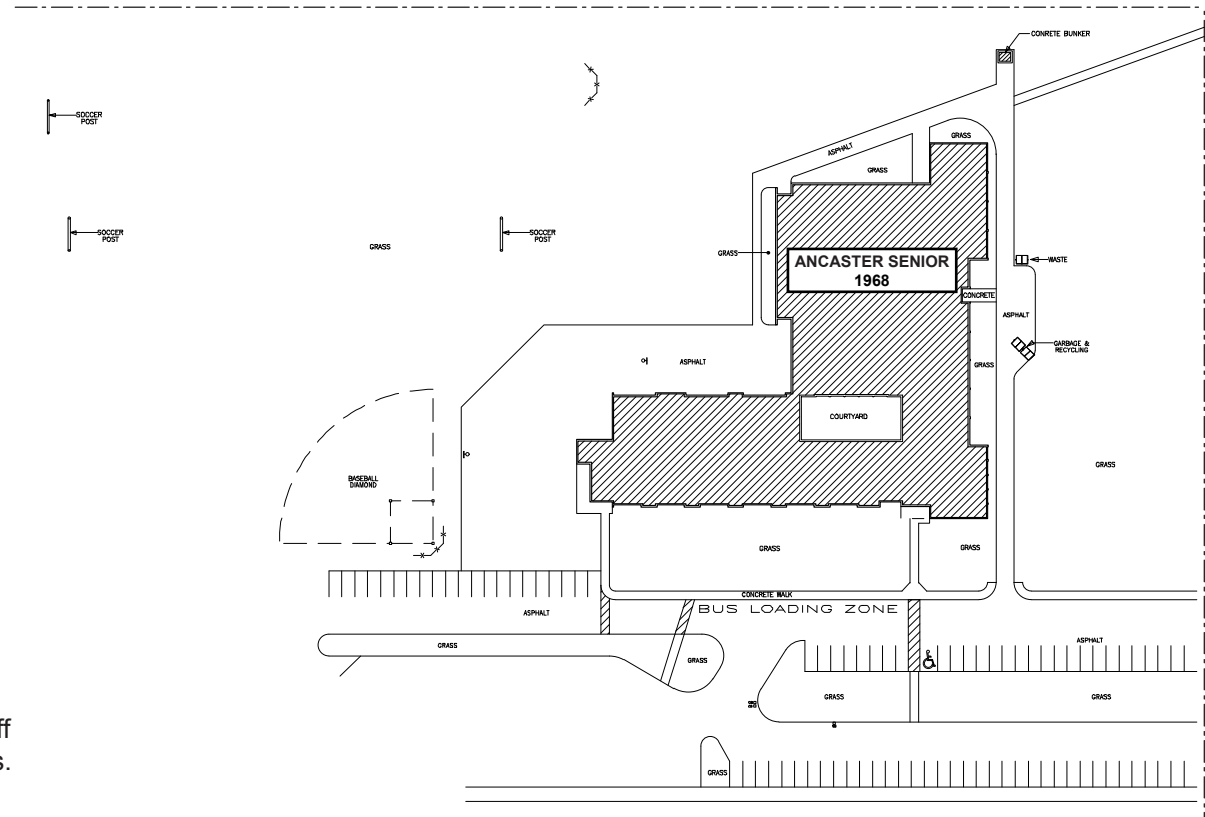 CONRETE BUNKER
SOCCER
POST
ASPHALT
GRASS
GRASS
SOCCER
POST
SOCCER
POST
GRASS
GRASS
ANCASTER SENIOR
1968
WASTE
CONCRETE
ASPHALT
GARBAGE &
RECYCLING
ASPHALT
GRASS
COURTYARD
BASEBALL
DIAMOND
GRASS
GRASS
GRASS
CONCRETE WALK
BUS LOADING ZONE
ASPHALT
ASPHALT
GRASS
GRASS
GRASS
GRASS
GRASS
ff
s.